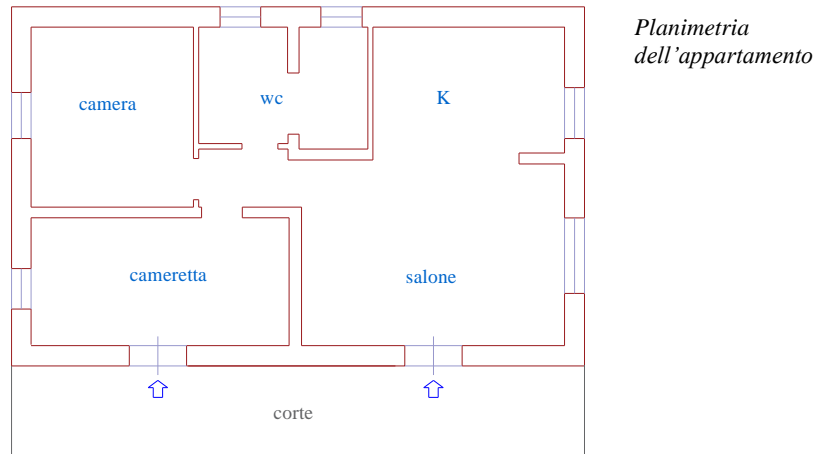 Planimetria
dell’appartamento
camera
wc
K
cameretta
salone
corte